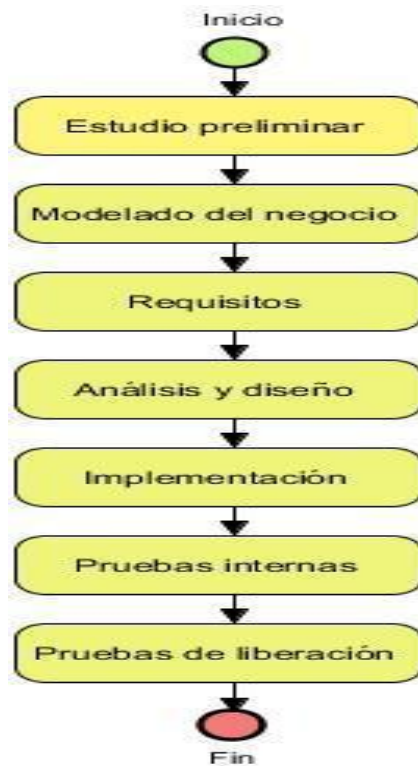 Inicio
Estudio preliminar
Modelado del negocio
Requisitos
Análisis y diseño
Implementación
Pruebas internas
Pruebas de liberación
Fin